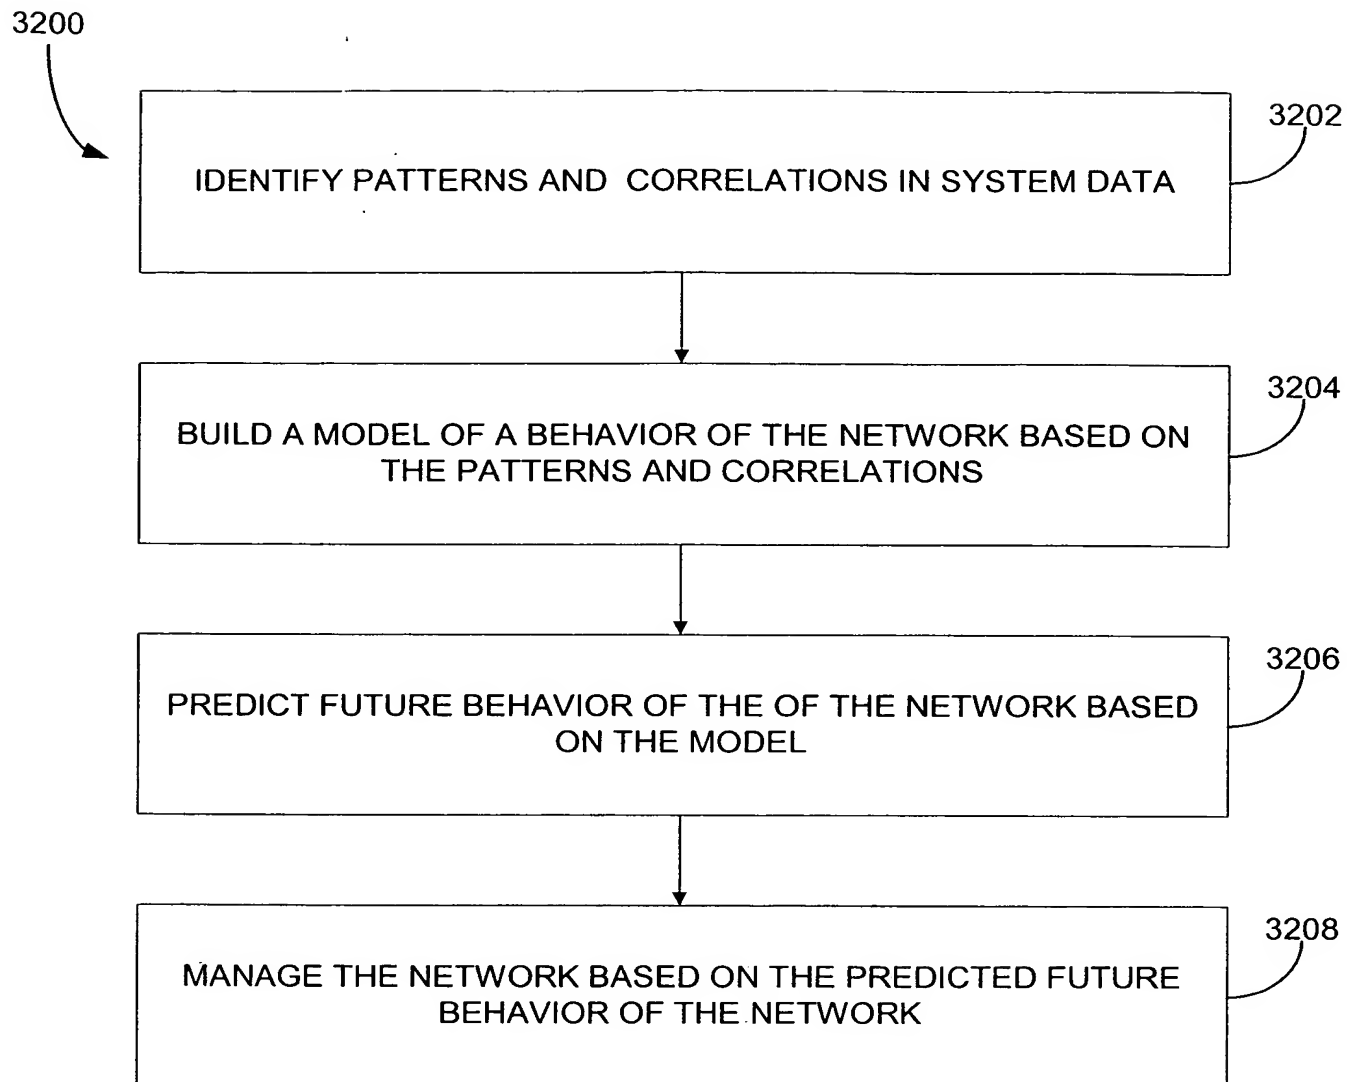 3200
3202
IDENTIFY PATTERNS AND CORRELATIONS IN SYSTEM DATA
3204
BUILD A MODEL OF A BEHAVIOR OF THE NETWORK BASED ON
THE PATTERNS AND CORRELATIONS
3206
PREDICT FUTURE BEHAVIOR OF THE OF THE NETWORK BASED
ON THE MODEL
3208
MANAGE THE NETWORK BASED ON THE PREDICTED FUTURE
BEHAVIOR OF THE NETWORK